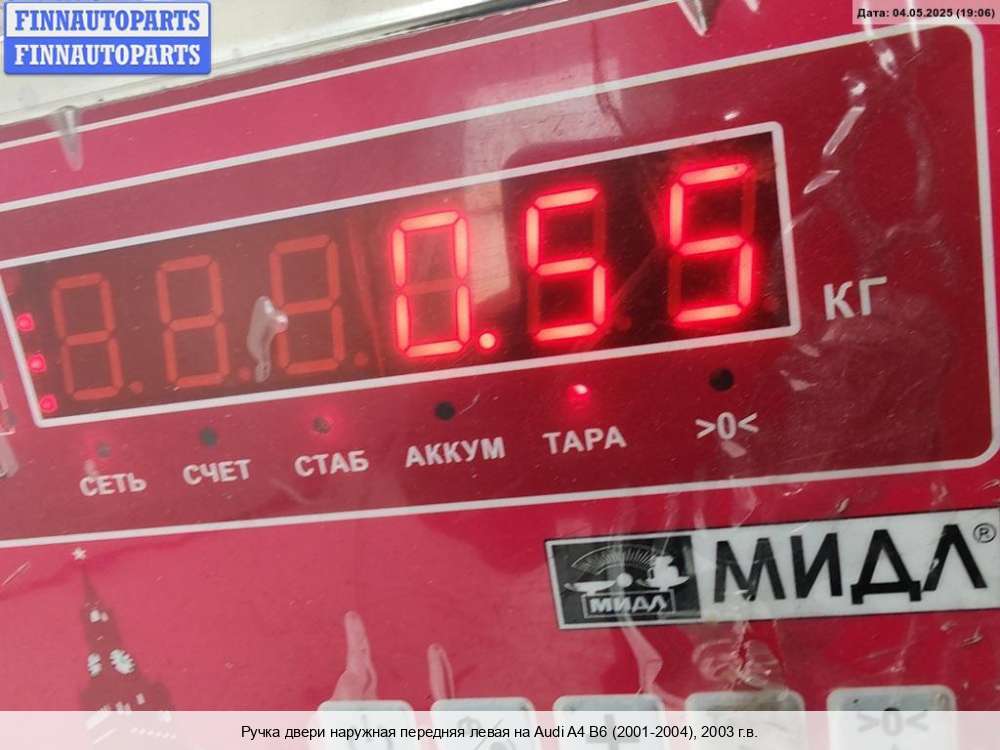 FINNAUTOPARTS
FINNAUTOPARTS
Дата: 04.05.2025 (19:06)
0.55
КГ
СЕТЬ СЧЕТ СТАБ АККУМ ТАРА >0<
МИДЛ МИДЛ®
>0<
Ручка двери наружная передняя левая на Audi A4 B6 (2001-2004), 2003 г.в.